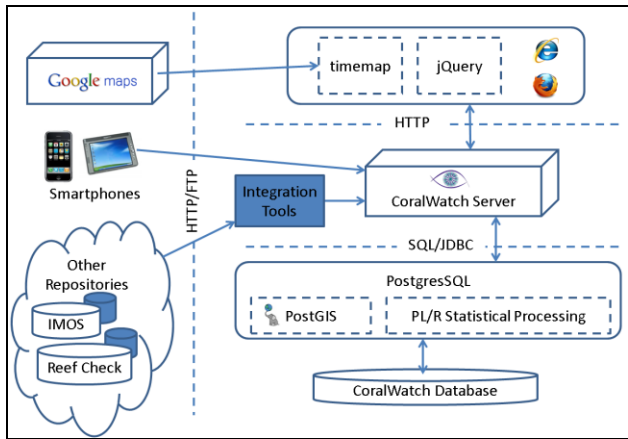 Google maps
timemap
jQuery
HTTP
Smartphones
HTTP/FTP
Integration
Tools
CoralWatch Server
SQL/JDBC
Other
Repositories
IMOS
Reef Check
PostgresSQL
PostGIS
PL/R Statistical Processing
CoralWatch Database